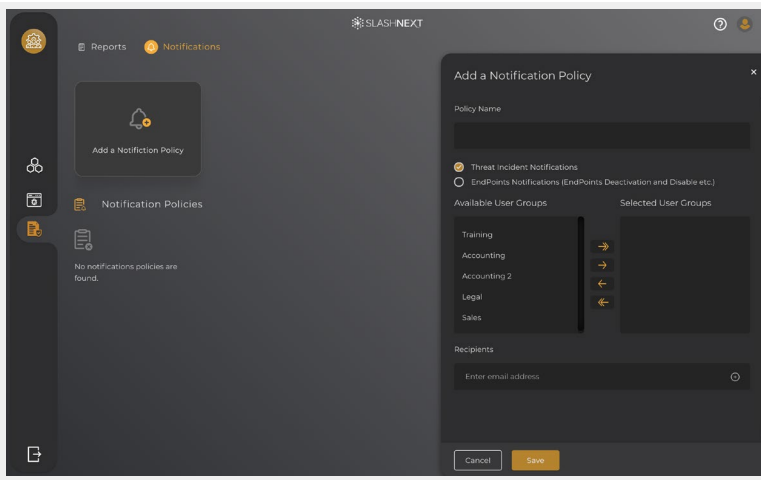 SLASHNEXT
Reports
Notifications
Add a Notifiction Policy
Notification Policies
No notifications policies are
found.
Add a Notification Policy
Policy Name
Threat Incident Notifications
EndPoints Notifications (EndPoints Deactivation and Disable etc.)
Available User Groups
Selected User Groups
Training
Accounting
Accounting 2
Legal
Sales
Recipients
Enter email address
Cancel
Save